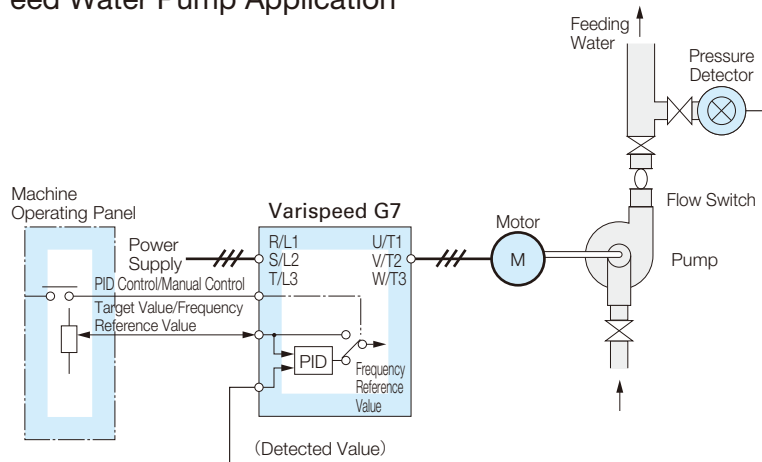 eed Water Pump Application
Feeding
Water
Pressure
Detector
Machine
Operating Panel
Varispeed G7
Motor
Flow Switch
Power
Supply
R/L1
S/L2
T/L3
U/T1
V/T2
W/T3
M
Pump
PID Control/Manual Control
Target Value/Frequency
Reference Value
PID
Frequency
Reference
Value
(Detected Value)